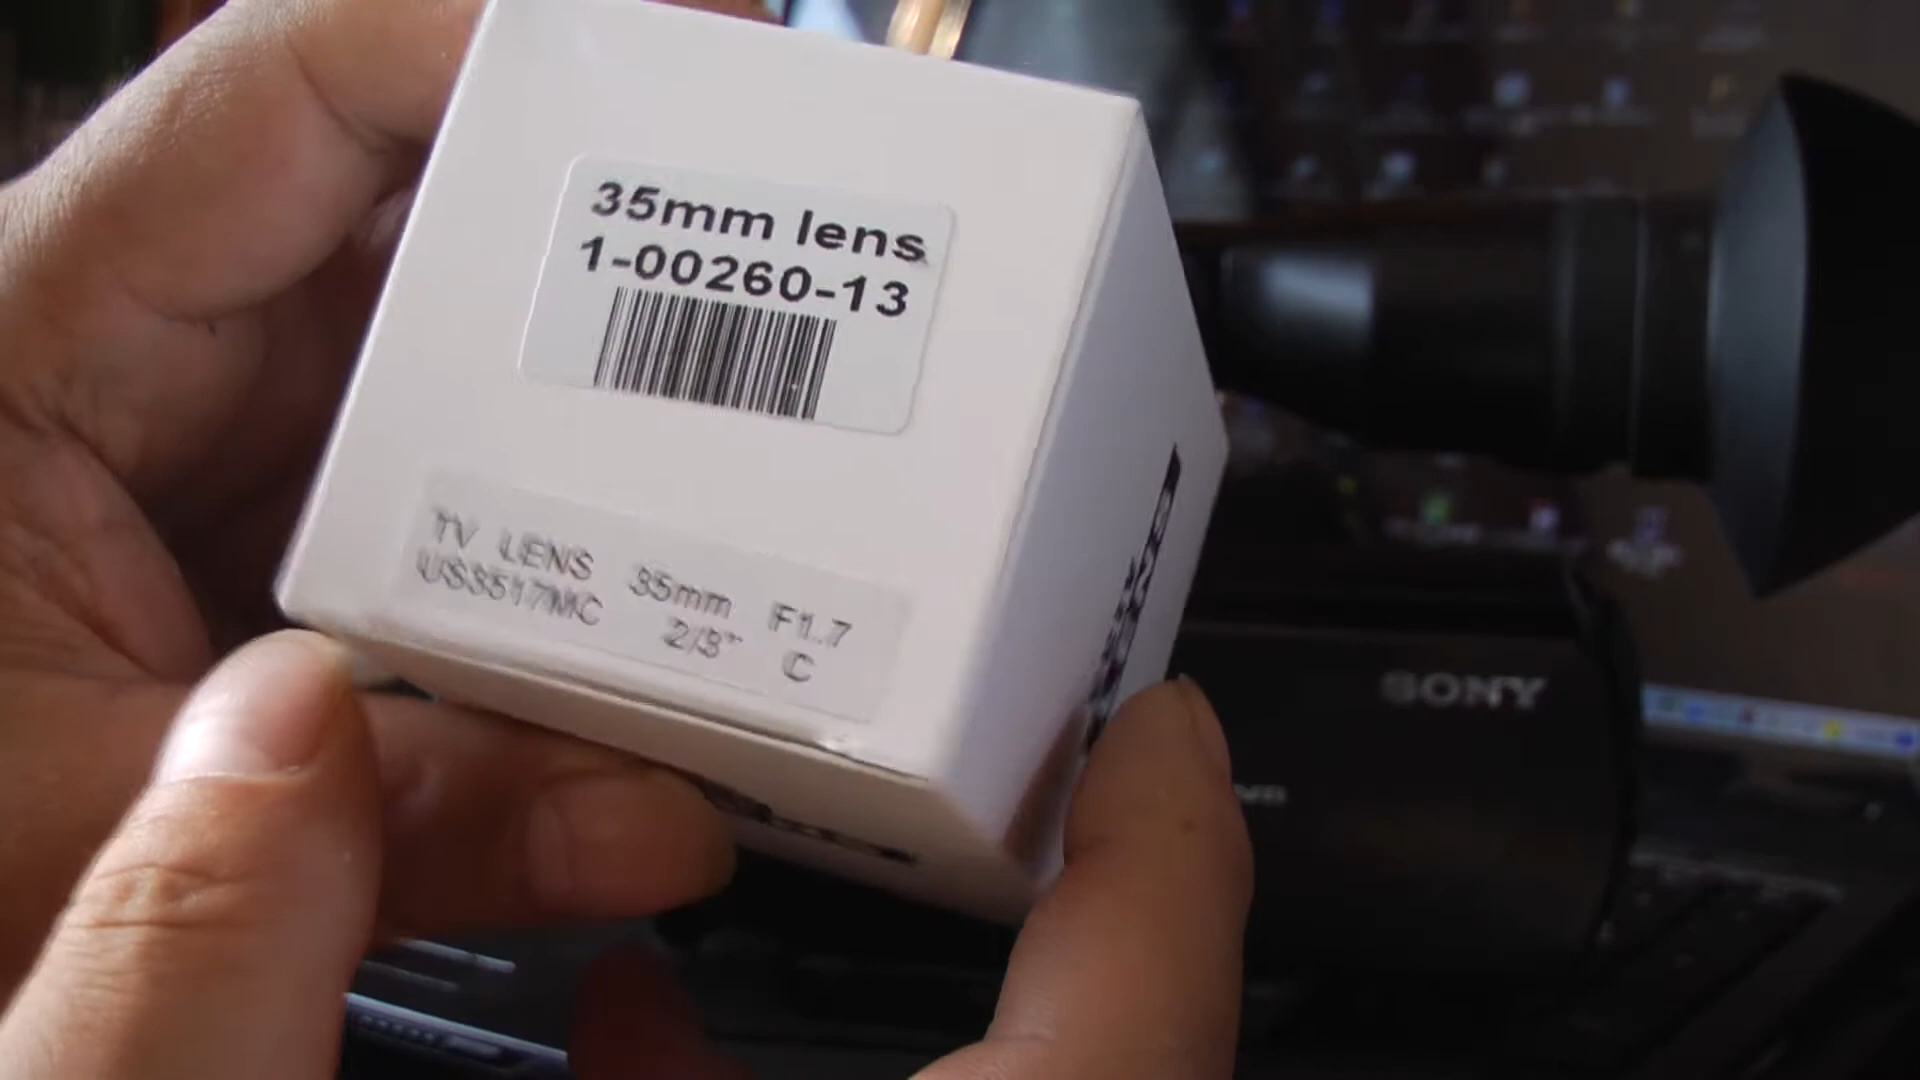 35mm lens
1-00260-13
TV LENS 35mm F1.7
US3517MC 2/3" C
SONY